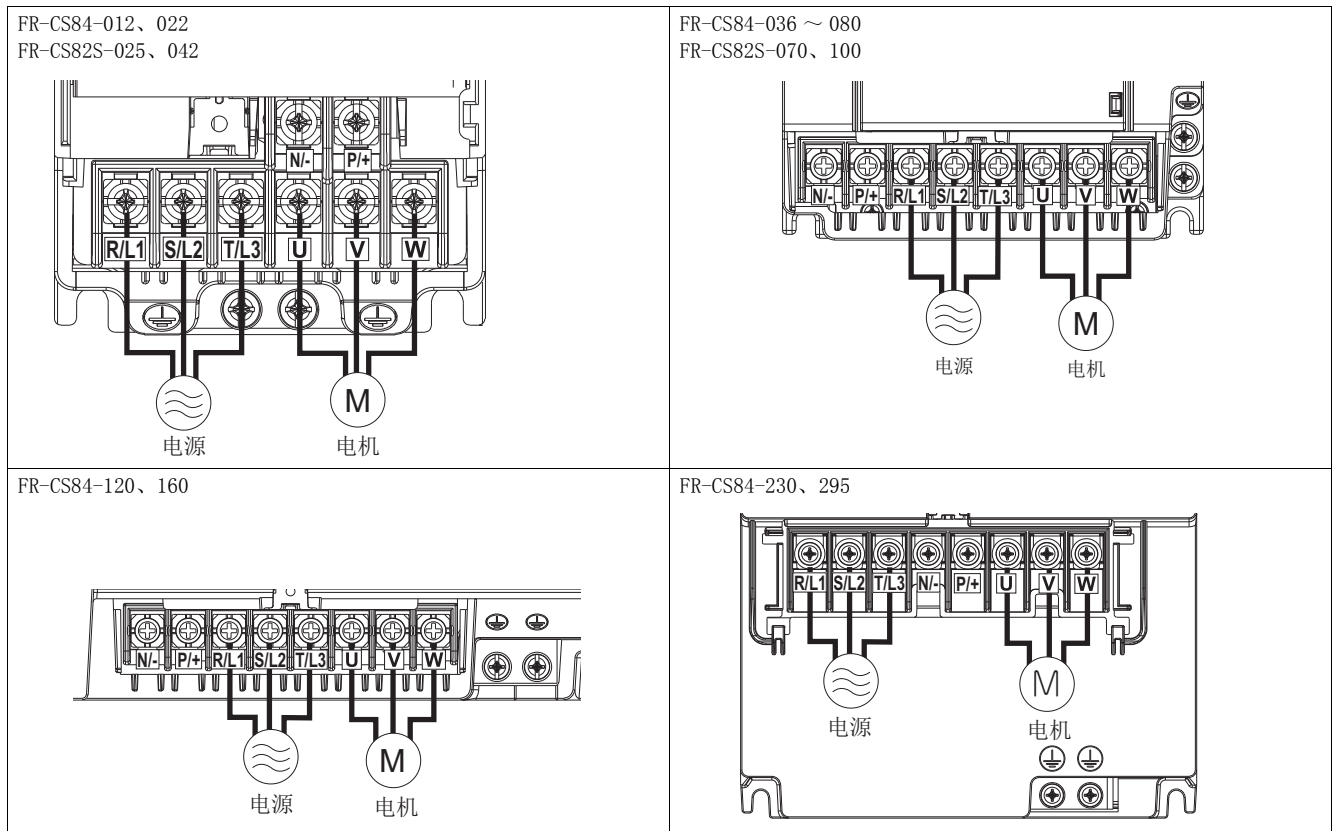 FR-CS84-012、022
FR-CS82S-025、042
N/- P/+
R/L1 S/L2 T/L3 U V W
M
电源 电机
FR-CS84-036 ～ 080
FR-CS82S-070、100
N/- P/+ R/L1 S/L2 T/L3 U V W
M
电源 电机
FR-CS84-120、160
N/- P/+ R/L1 S/L2 T/L3 U V W
M
电源 电机
FR-CS84-230、295
R/L1 S/L2 T/L3 N/- P/+ U V W
M
电源 电机